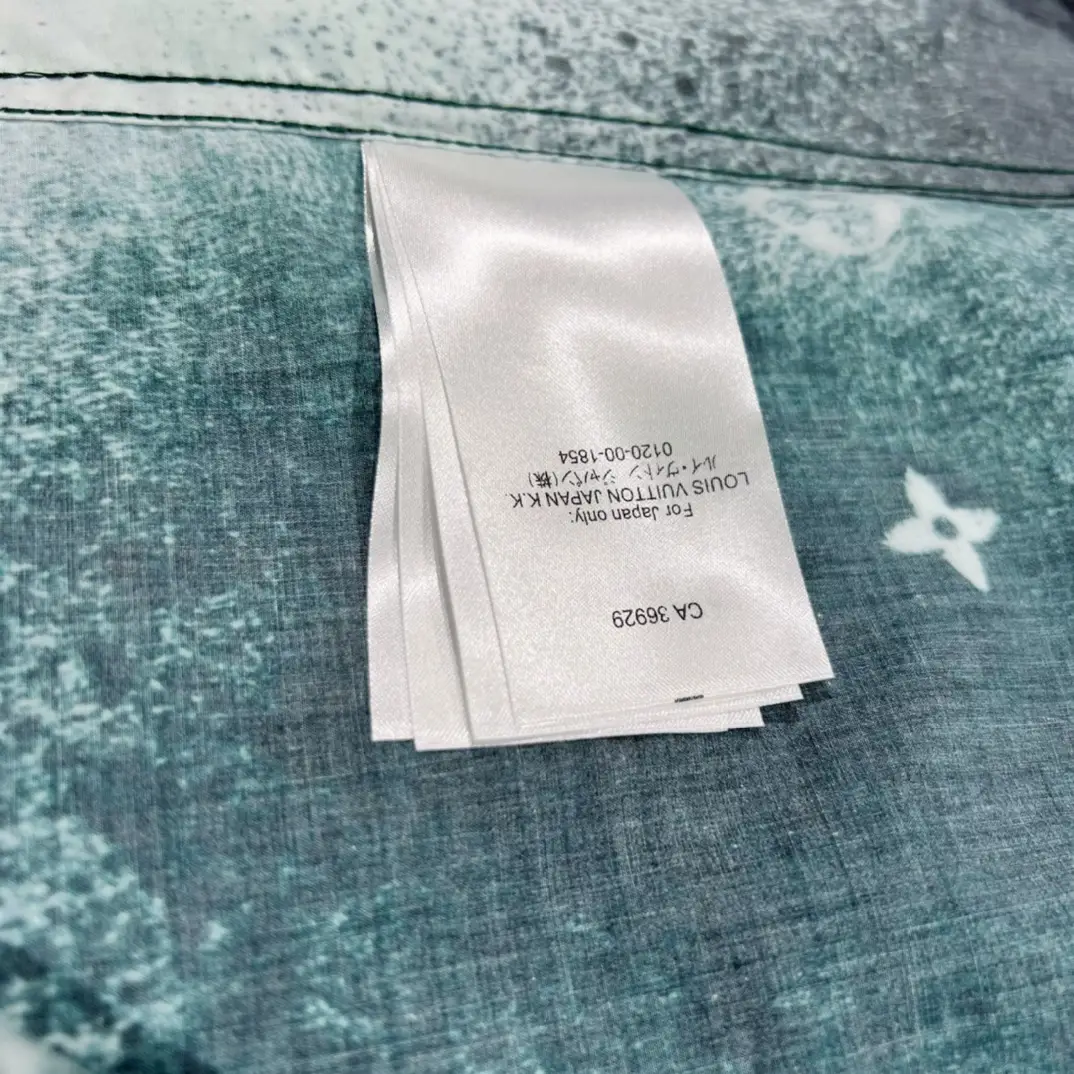 CA 36929
For Japan only:
LOUIS VUITTON JAPAN K.K.
ルイ・ヴィトン ジャパン(株)
0120-00-1854